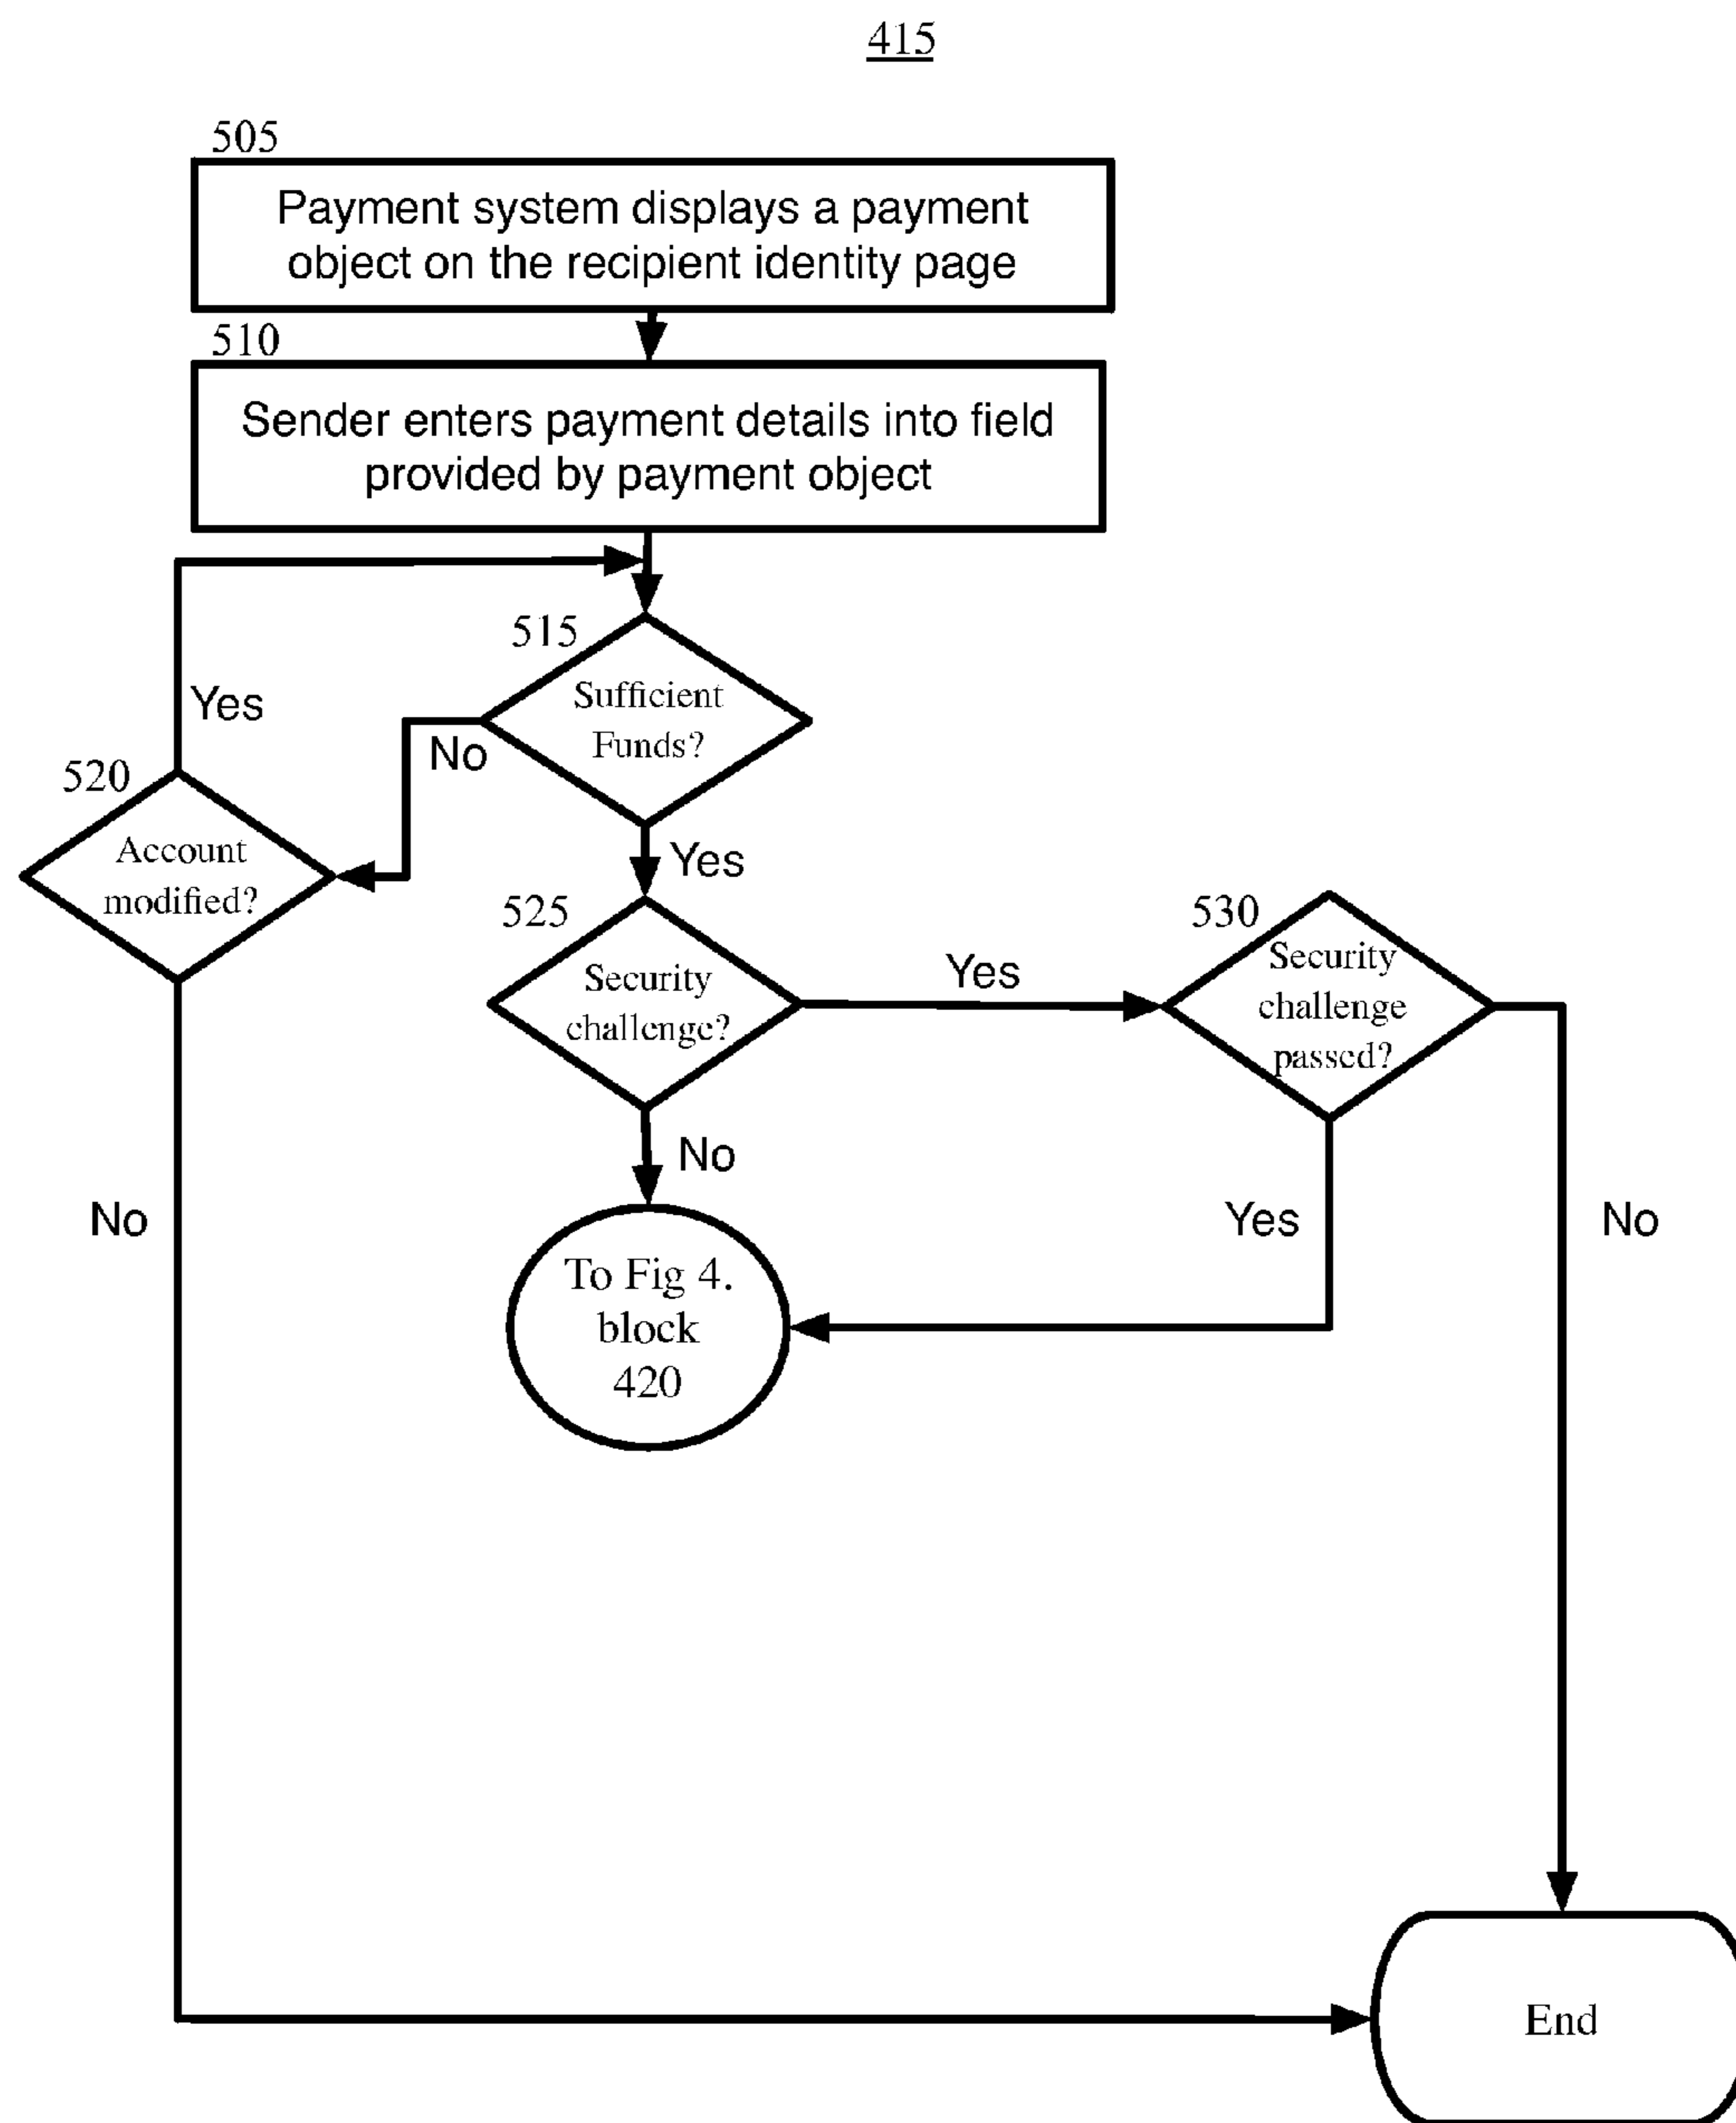 415
505
Payment system displays a payment
object on the recipient identity page
510
Sender enters payment details into field
provided by payment object
515
Sufficient
Funds?
Yes
No
520
Account
modified?
Yes
525
Security
challenge?
Yes
530
Security
challenge
passed?
No
No
Yes
No
To Fig 4.
block
420
End